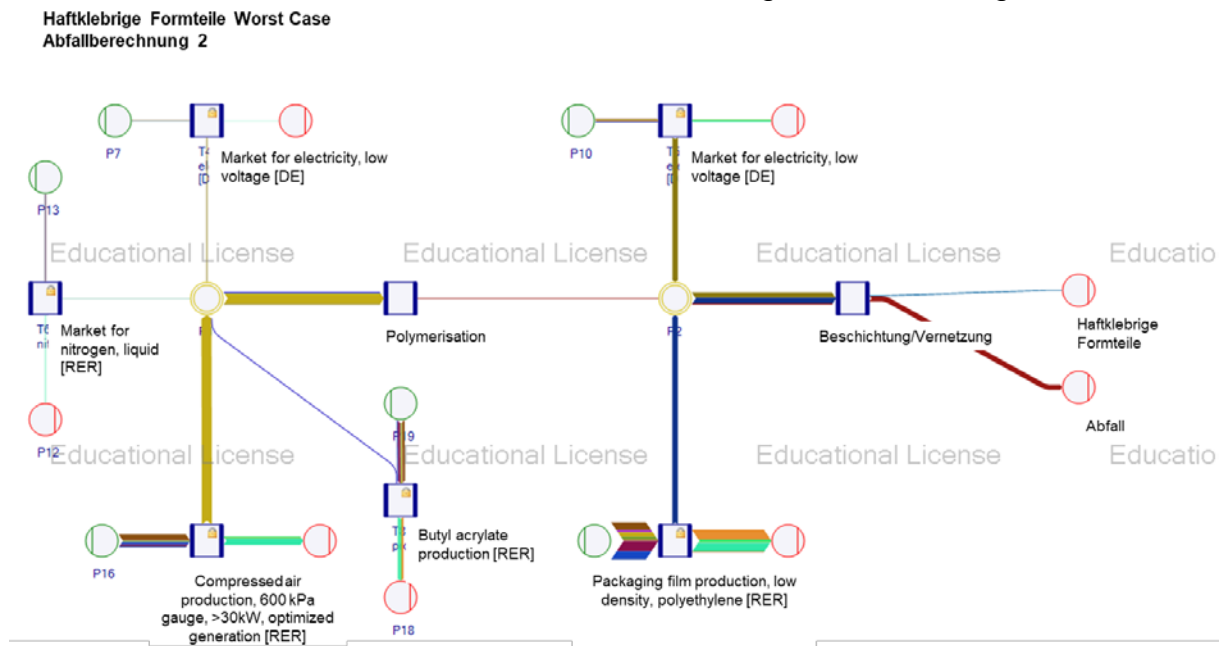 Haftklebrige Formteile Worst Case
Abfallberechnung 2
P7
Market for electricity, low
voltage [DE]
P10
Market for electricity, low
voltage [DE]
P13
Educational License
Educational License
Educational License
Educatio
Market for
nitrogen, liquid
[RER]
Polymerisation
P2
Beschichtung/Vernetzung
Haftklebrige
Formteile
Abfall
P12
P19
Educational License
Educational License
Educational License
Educatio
Butyl acrylate
production [RER]
P16
Compressed air
production, 600 kPa
gauge, >30kW, optimized
generation [RER]
P18
Packaging film production, low
density, polyethylene [RER]